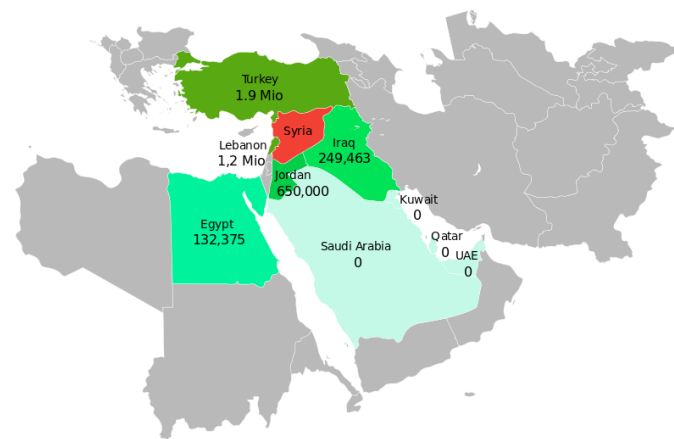 Turkey
1.9 Mio
Syria
Lebanon
1,2 Mio
Iraq
249,463
Jordan
650,000
Kuwait
0
Egypt
132,375
Saudi Arabia
0
Qatar
0
UAE
0